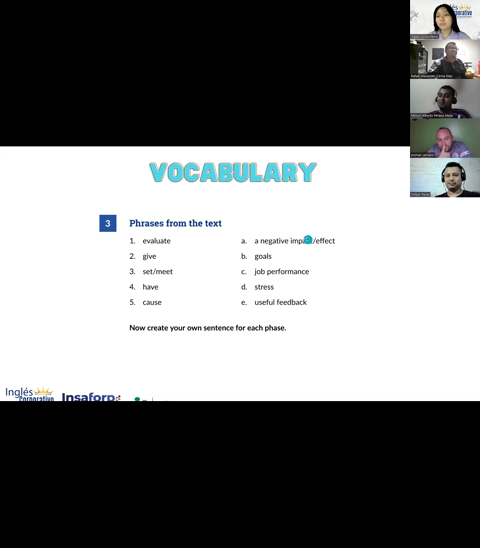 VOCABULARY
3 Phrases from the text
1. evaluate a. a negative impact/effect
2. give b. goals
3. set/meet c. job performance
4. have d. stress
5. cause e. useful feedback
Now create your own sentence for each phase.
Inglés
corporative
Insaforp